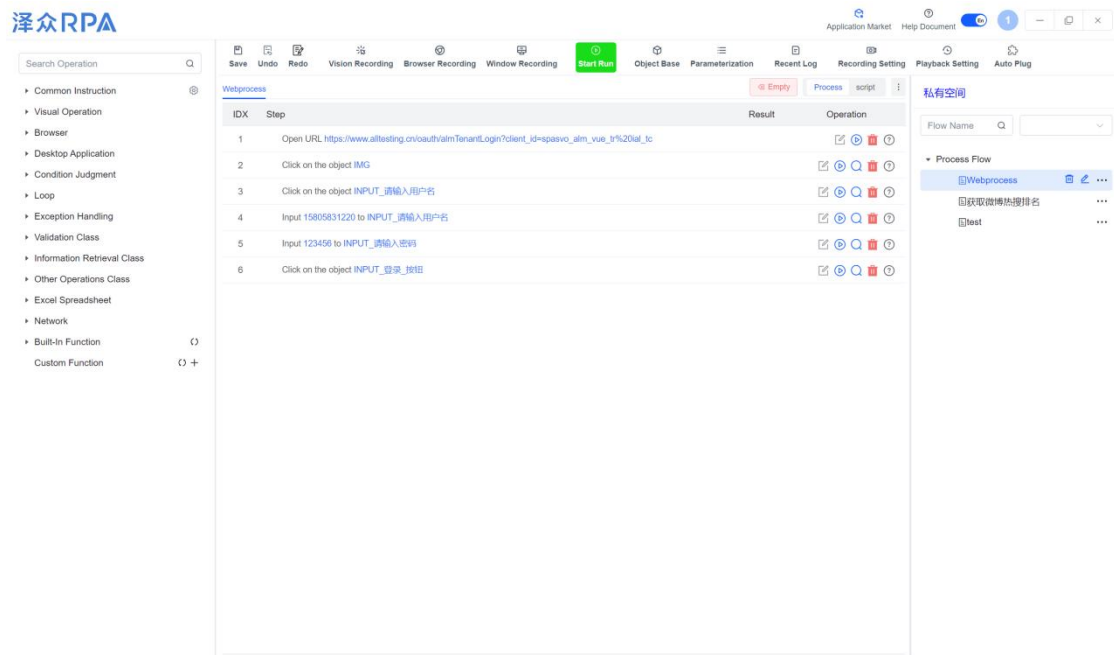 泽众RPA
Application Market Help Document En 1
Search Operation
Save Undo Redo Vision Recording Browser Recording Window Recording Start Run Object Base Parameterization Recent Log Recording Setting Playback Setting Auto Plug
Common Instruction
Visual Operation
Browser
Desktop Application
Condition Judgment
Loop
Exception Handling
Validation Class
Information Retrieval Class
Other Operations Class
Excel Spreadsheet
Network
Built-In Function
Custom Function
Webprocess
Empty Process script
IDX Step Result Operation
1 Open URL https://www.alltesting.cn/oauth/almTenantLogin?client_id=spasvo_alm_vue_tr%20ial_tc
2 Click on the object IMG
3 Click on the object INPUT_请输入用户名
4 Input 15805831220 to INPUT_请输入用户名
5 Input 123456 to INPUT_请输入密码
6 Click on the object INPUT_登录_按钮
私有空间
Flow Name
Process Flow
Webprocess
获取微博热搜排名
test